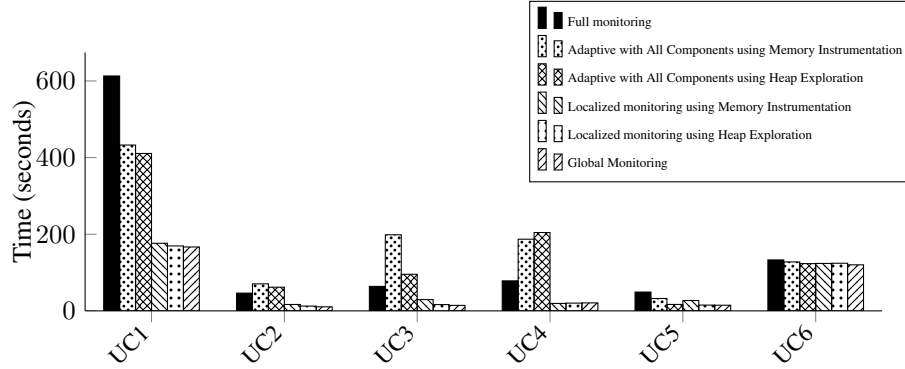 Full monitoring
Adaptive with All Components using Memory Instrumentation
Adaptive with All Components using Heap Exploration
Localized monitoring using Memory Instrumentation
Localized monitoring using Heap Exploration
Global Monitoring
Time (seconds)
600
400
200
0
UC1 UC2 UC3 UC4 UC5 UC6